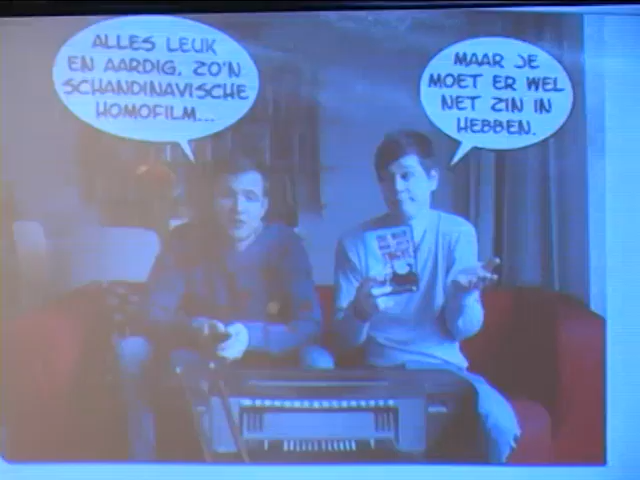 ALLES LEUK
EN AARDIG, ZO'N
SCHANDINAVISCHE
HOMOFILM...
MAAR JE
MOET ER WEL
NET ZIN IN
HEBBEN.